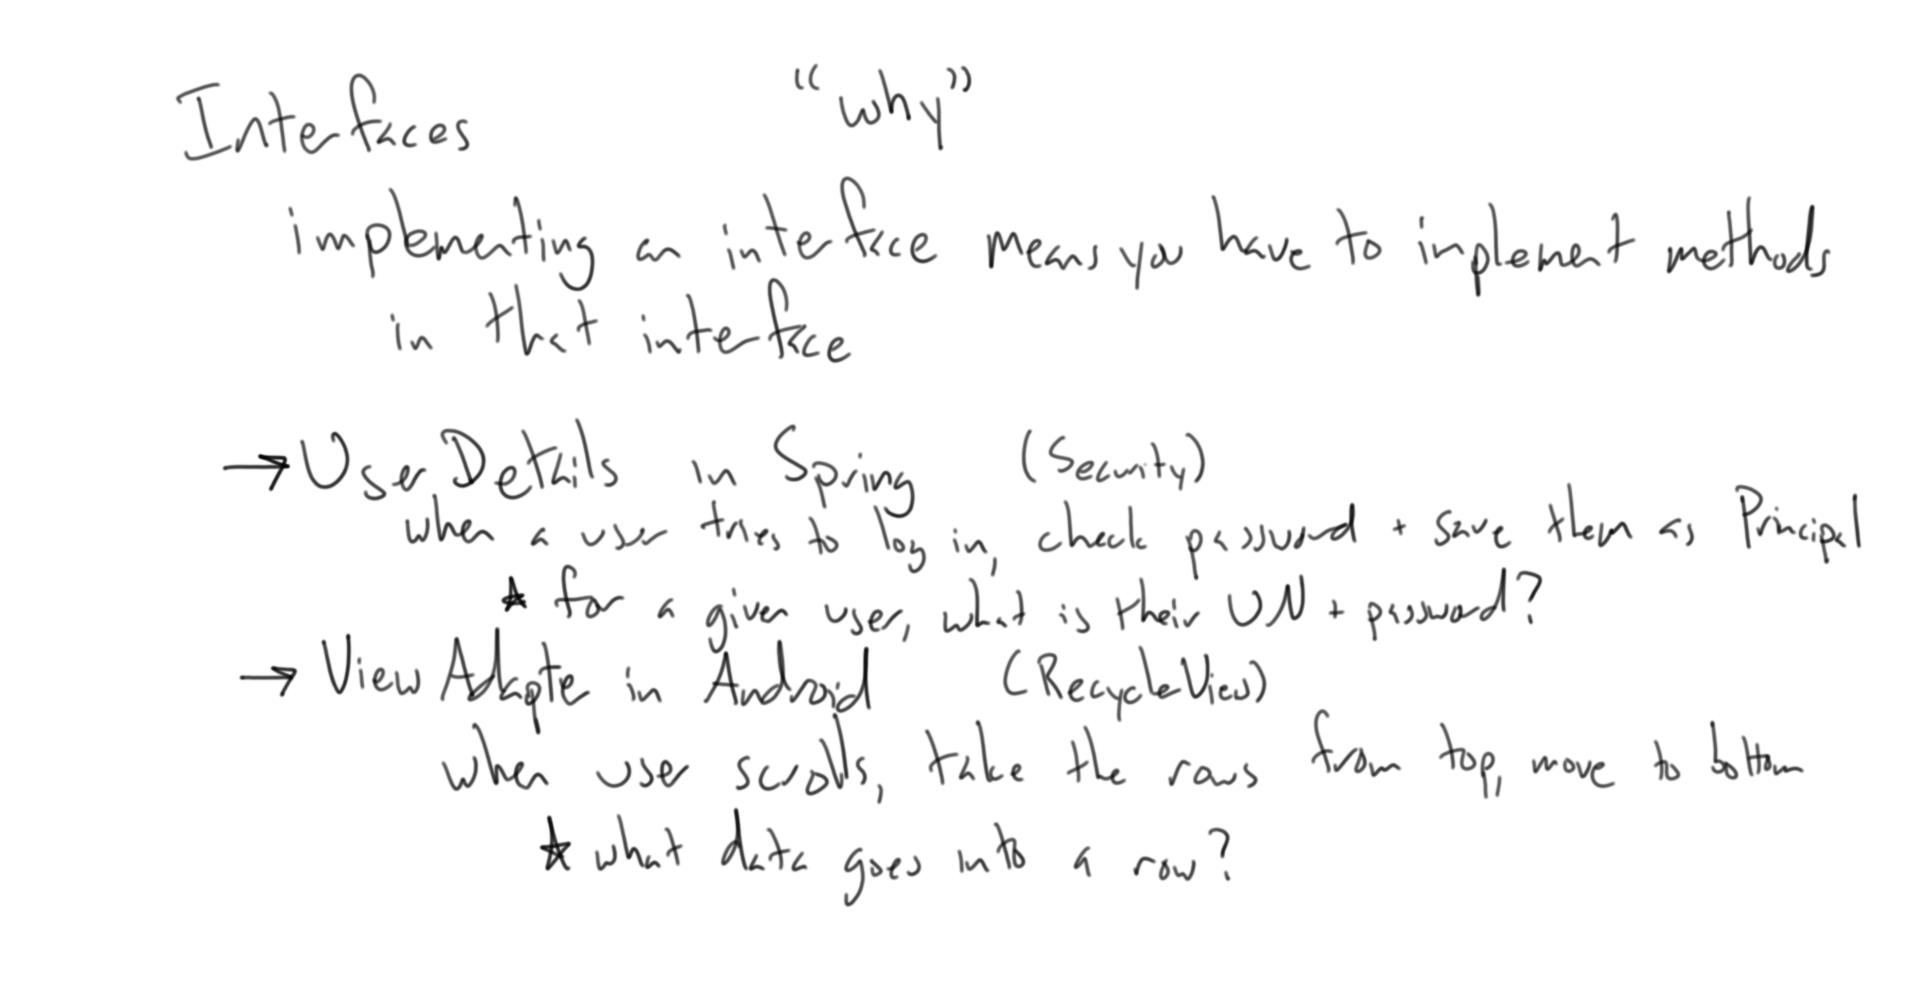 Interfaces "why"
implementing an interface means you have to implement methods
in that interface
→ UserDetails in Spring (Security)
when a user tries to log in, check password + save them as Principal
★ for a given user, what is their UN + password?
→ View Adapter in Android (RecycleView)
when user scrolls, take the rows from top, move to bottom
★ what data goes into a row?